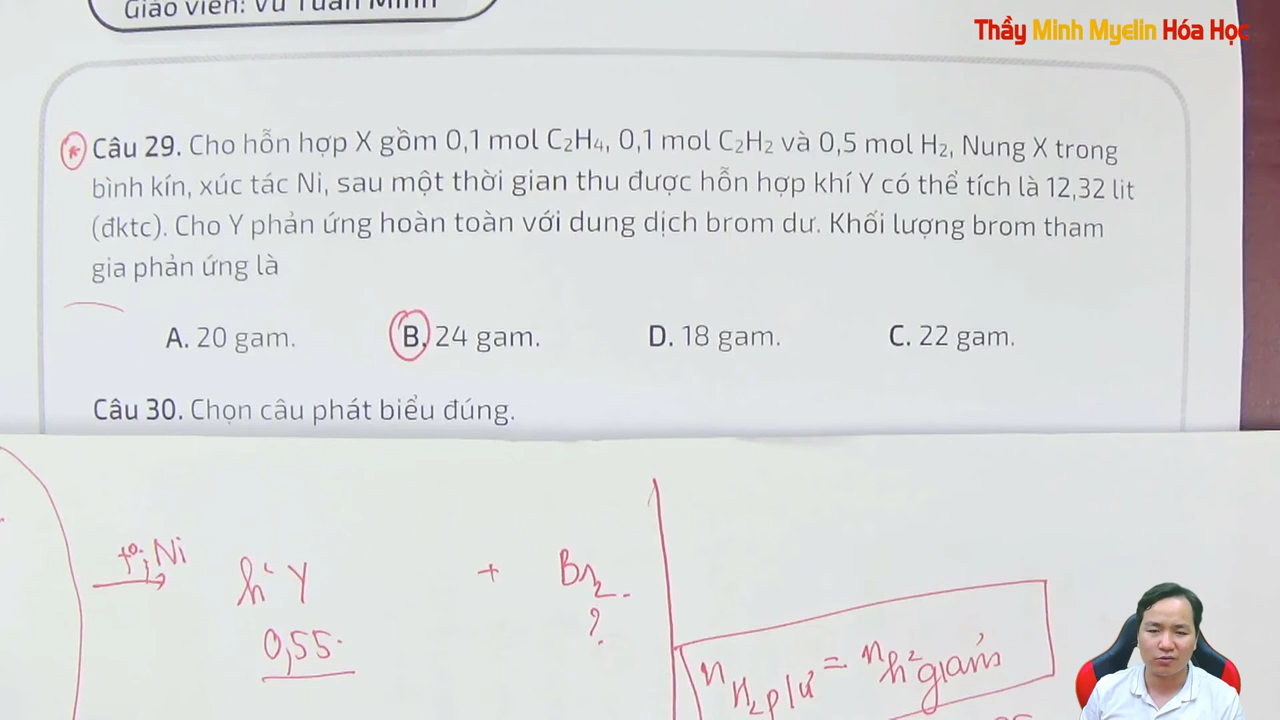 Giáo viên: Vũ Tuấn Minh
Thầy Minh Myelin Hóa Học
Câu 29. Cho hỗn hợp X gồm 0,1 mol C₂H₄, 0,1 mol C₂H₂ và 0,5 mol H₂, Nung X trong
bình kín, xúc tác Ni, sau một thời gian thu được hỗn hợp khí Y có thể tích là 12,32 lit
(đktc). Cho Y phản ứng hoàn toàn với dung dịch brom dư. Khối lượng brom tham
gia phản ứng là
A. 20 gam. B. 24 gam. D. 18 gam. C. 22 gam.
Câu 30. Chọn câu phát biểu đúng.
t⁰, Ni
h² Y + Br₂.
0,55. ?
n H₂ p/ứ = n h² giảm